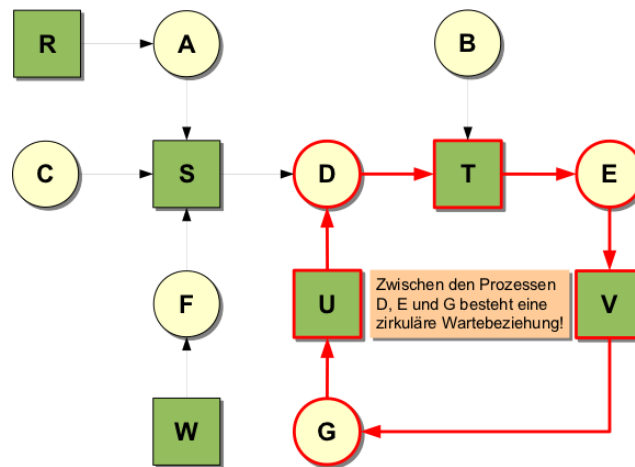 R
A
B
C
S
D
T
E
F
U
Zwischen den Prozessen
D, E und G besteht eine
zirkuläre Wartebeziehung!
V
W
G